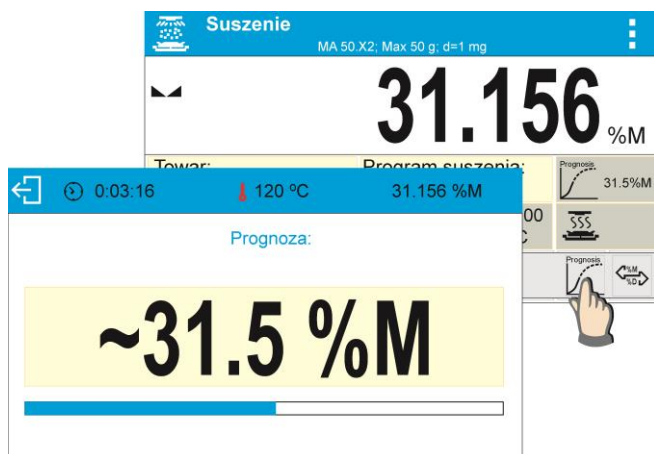 Suszenie
MA 50.X2; Max 50 g; d=1 mg
31.156 %M
Towar:
Program suszenia:
Prognosis
31.5%M
00
Prognosis
%M
%D
0:03:16
120 ºC
31.156 %M
Prognoza:
~31.5 %M